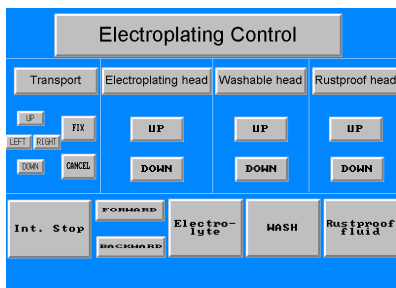 Electroplating Control
Transport
Electroplating head
Washable head
Rustproof head
UP
LEFT
RIGHT
DOWN
FIX
CANCEL
UP
DOWN
UP
DOWN
UP
DOWN
Int. Stop
FORWARD
BACKWARD
Electro-
lyte
WASH
Rustproof
fluid